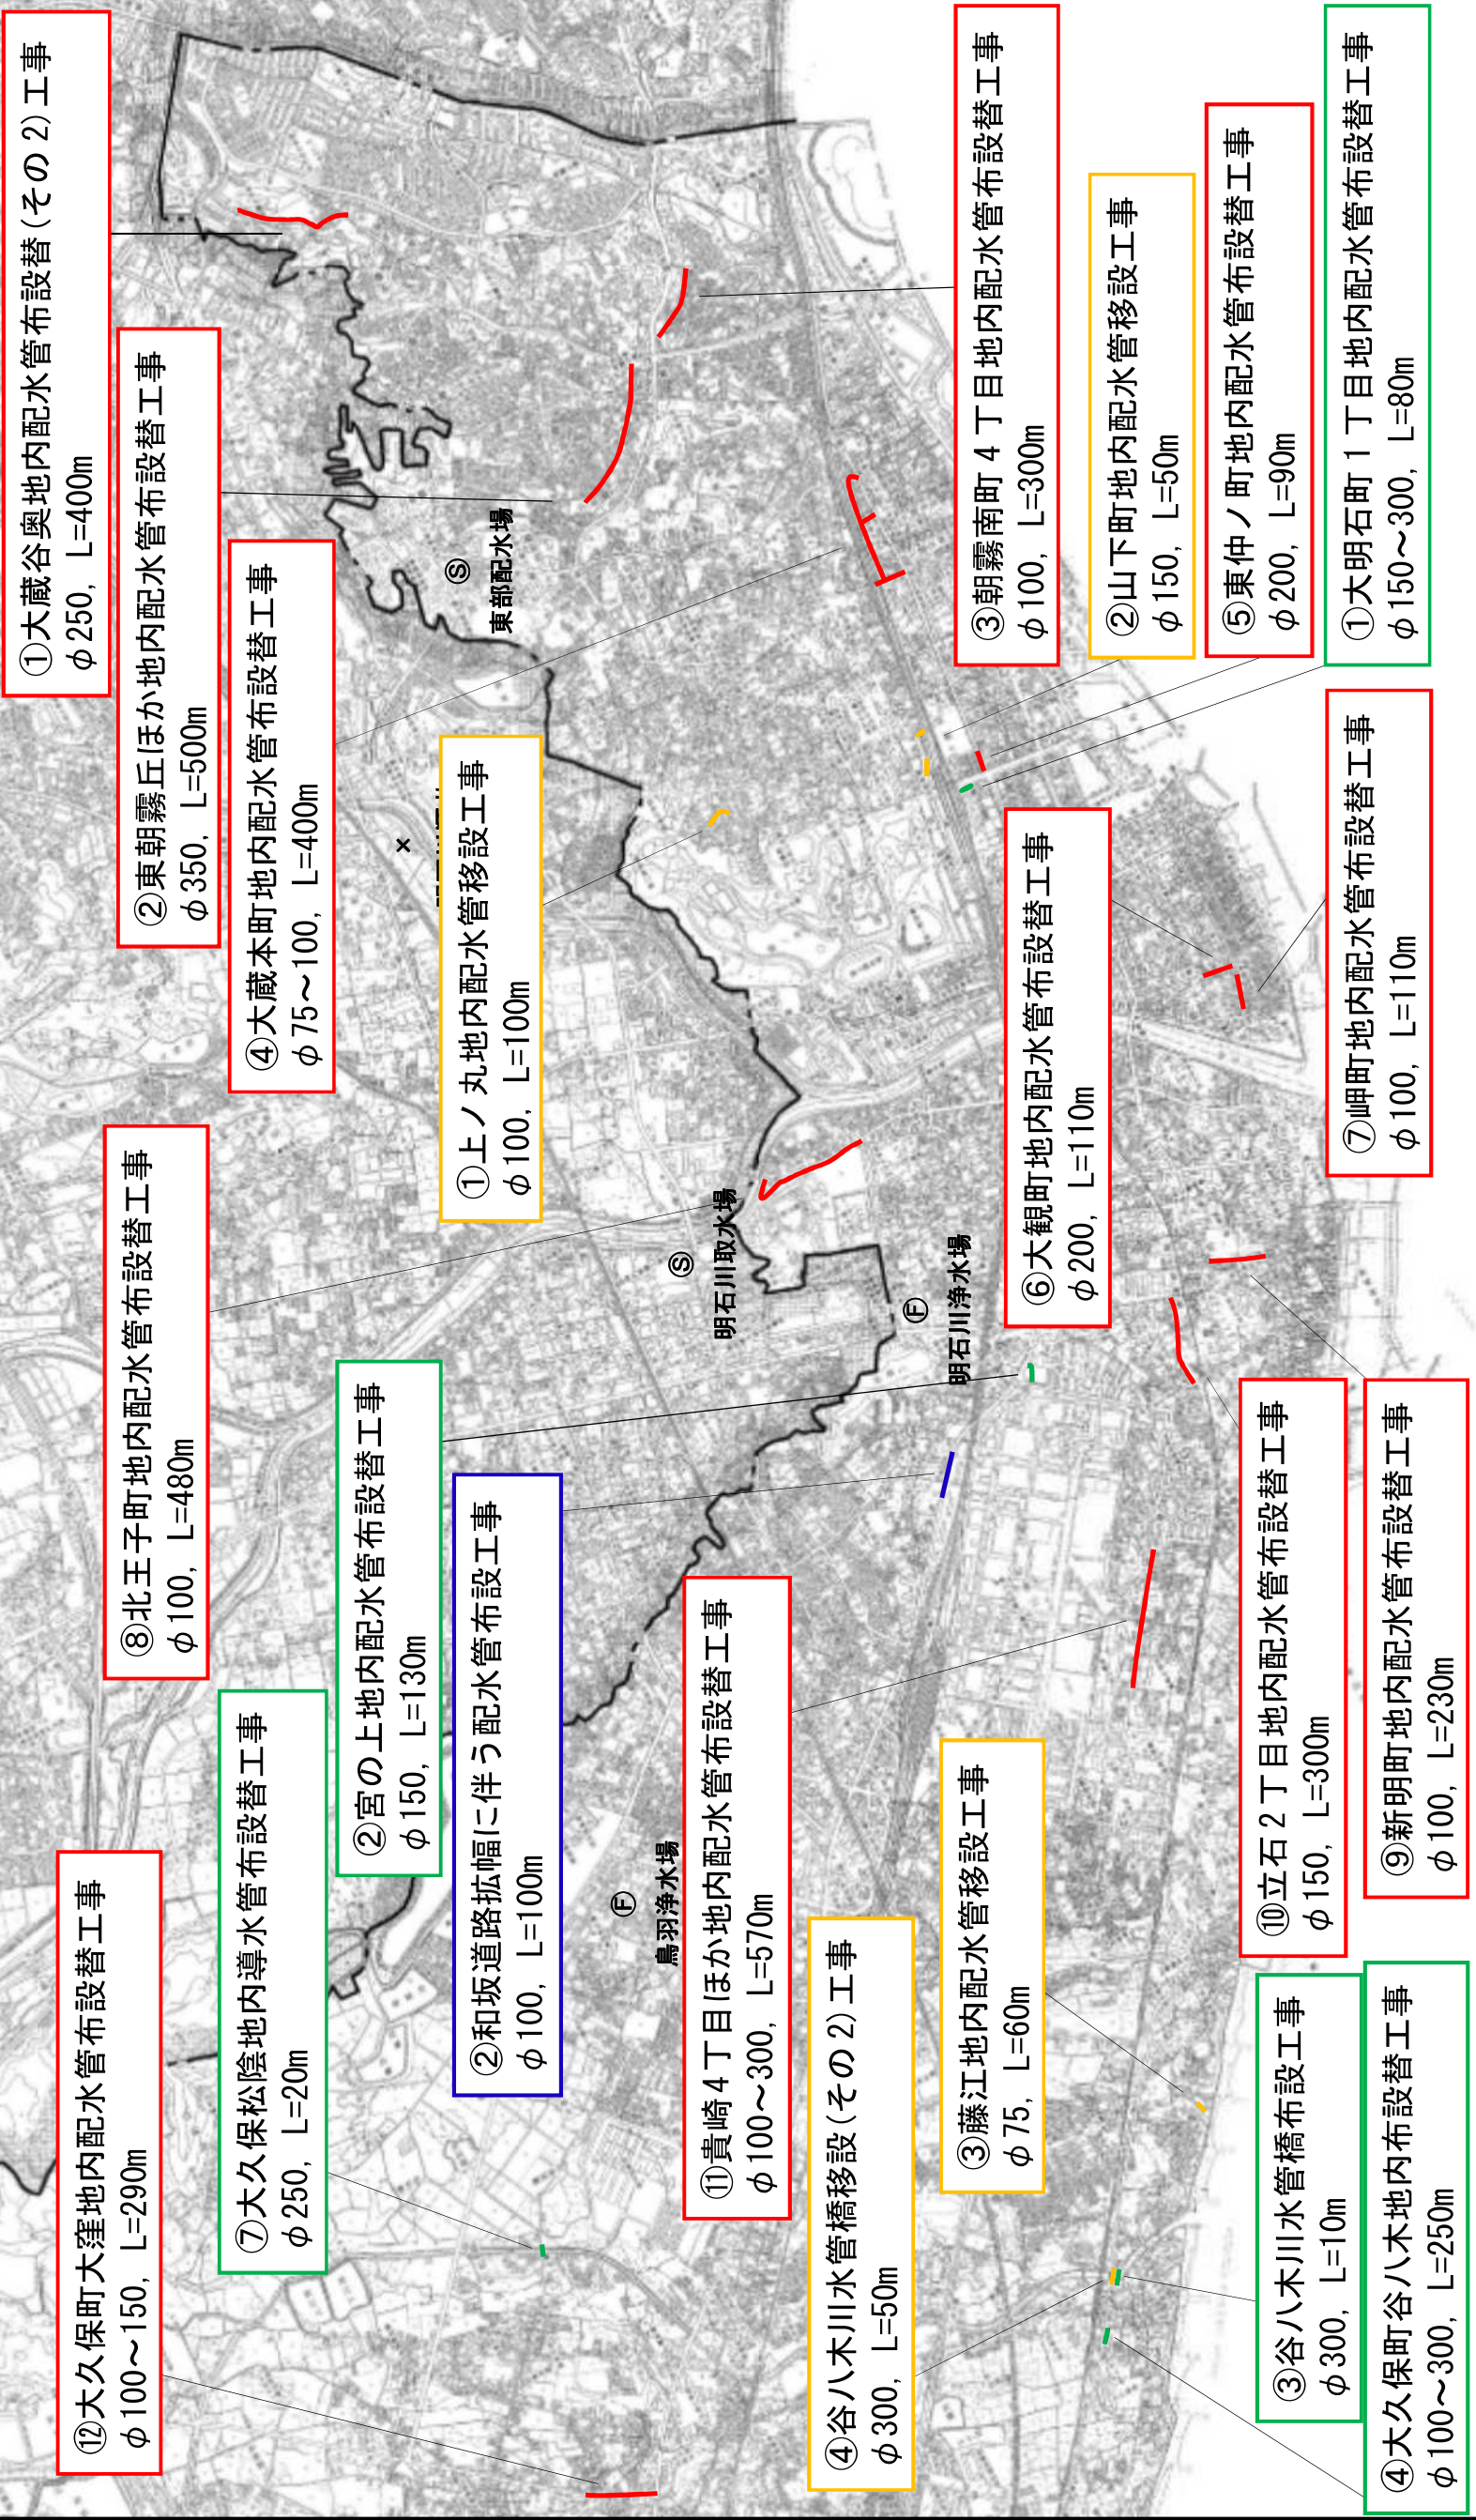 ①大蔵谷奥地内配水管布設替(その2)工事
φ250, L=400m
②東朝霧丘ほか地内配水管布設替工事
φ350, L=500m
④大蔵本町地内配水管布設替工事
φ75～100, L=400m
①上ノ丸地内配水管移設工事
φ100, L=100m
③朝霧南町4丁目地内配水管布設替工事
φ100, L=300m
②山下町地内配水管移設工事
φ150, L=50m
⑤東仲ノ町地内配水管布設替工事
φ200, L=90m
①大明石町1丁目地内配水管布設替工事
φ150～300, L=80m
Ⓢ
東部配水場
×
⑧北王子町地内配水管布設替工事
φ100, L=480m
②宮の上地内配水管布設替工事
φ150, L=130m
②和坂道路拡幅に伴う配水管布設工事
φ100, L=100m
Ⓢ
明石川取水場
Ⓕ
明石川浄水場
⑥大観町地内配水管布設替工事
φ200, L=110m
⑦岬町地内配水管布設替工事
φ100, L=110m
⑫大久保町大窪地内配水管布設替工事
φ100～150, L=290m
⑦大久保松陰地内導水管布設替工事
φ250, L=20m
Ⓕ
鳥羽浄水場
⑪貴崎4丁目ほか地内配水管布設替工事
φ100～300, L=570m
④谷八木川水管橋移設(その2)工事
φ300, L=50m
③藤江地内配水管移設工事
φ75, L=60m
⑩立石2丁目地内配水管布設替工事
φ150, L=300m
⑨新明町地内配水管布設替工事
φ100, L=230m
③谷八木川水管橋布設工事
φ300, L=10m
④大久保町谷八木地内布設替工事
φ100～300, L=250m